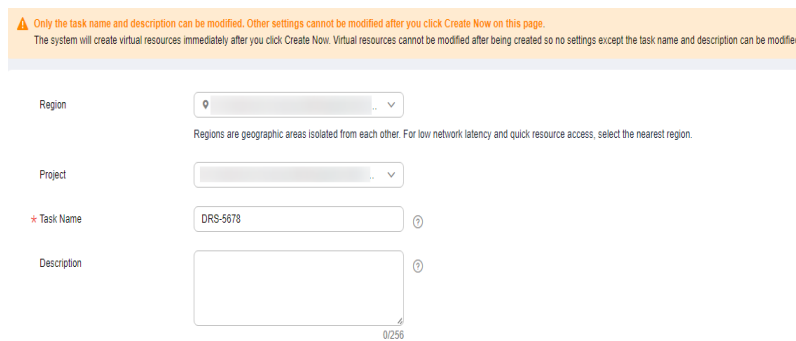 Only the task name and description can be modified. Other settings cannot be modified after you click Create Now on this page.
The system will create virtual resources immediately after you click Create Now. Virtual resources cannot be modified after being created so no settings except the task name and description can be modified
Region
Regions are geographic areas isolated from each other. For low network latency and quick resource access, select the nearest region.
Project
* Task Name DRS-5678
Description
0/256